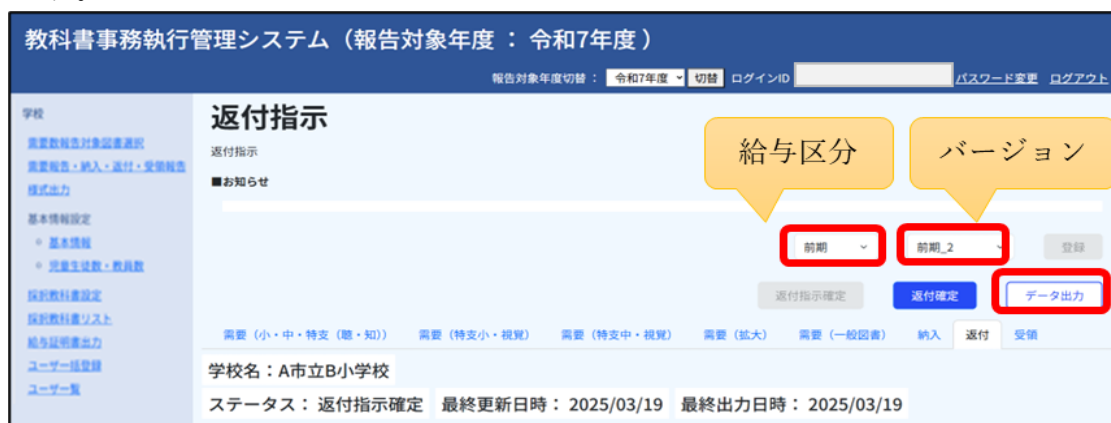 教科書事務執行管理システム（報告対象年度 ： 令和7年度 ）
報告対象年度切替 ： 令和7年度 切替 ログインID パスワード変更 ログアウト
学校
需要数報告対象図書選択
需要報告・納入・返付・受領報告
様式出力
基本情報設定
基本情報
児童生徒数・教員数
採択教科書設定
採択教科書リスト
給与証明書出力
ユーザー括登録
ユーザー覧
返付指示
返付指示
■お知らせ
給与区分
バージョン
前期 前期_2 登録
返付指示確定 返付確定 データ出力
需要（小・中・特支（聴・知）） 需要（特支小・視覚） 需要（特支中・視覚） 需要（拡大） 需要（一般図書） 納入 返付 受領
学校名：A市立B小学校
ステータス： 返付指示確定 最終更新日時： 2025/03/19 最終出力日時： 2025/03/19